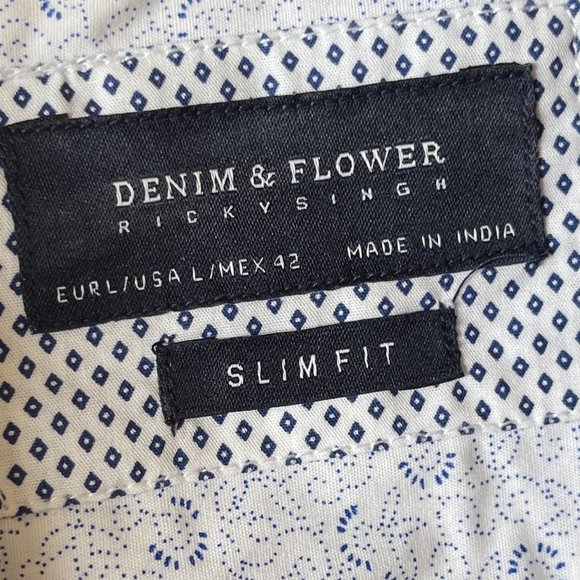 DENIM & FLOWER
RICKYSINGH
EURL/USA L/MEX 42 MADE IN INDIA
SLIM FIT